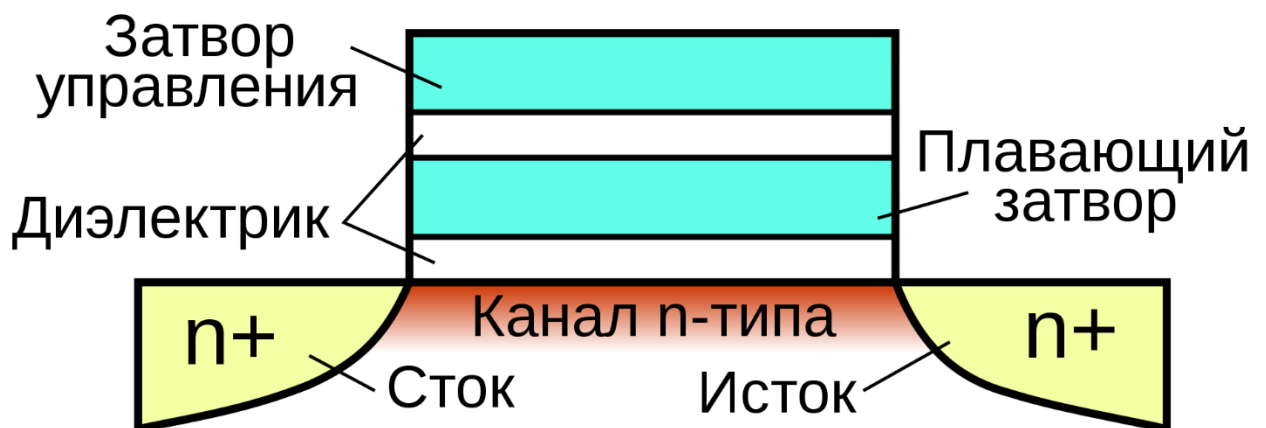 Затвор
управления
Плавающий
затвор
Диэлектрик
Канал n-типа
n+
n+
Сток
Исток